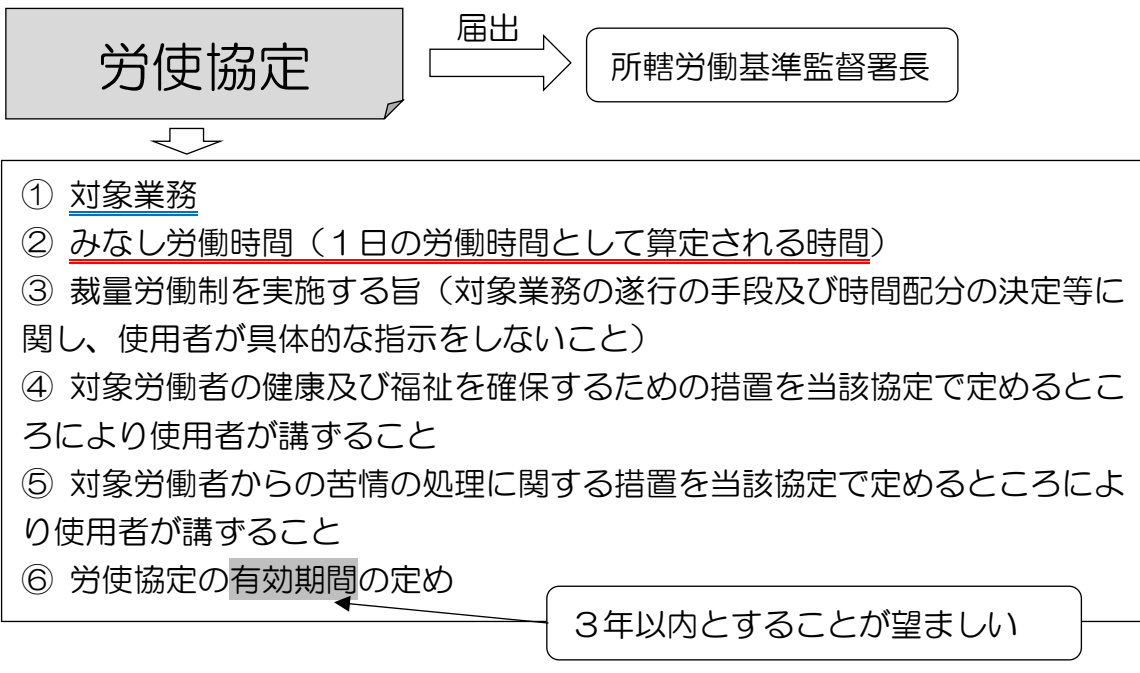 労使協定
届出
所轄労働基準監督署長
① 対象業務
② みなし労働時間（１日の労働時間として算定される時間）
③ 裁量労働制を実施する旨（対象業務の遂行の手段及び時間配分の決定等に
関し、使用者が具体的な指示をしないこと）
④ 対象労働者の健康及び福祉を確保するための措置を当該協定で定めるとこ
ろにより使用者が講ずること
⑤ 対象労働者からの苦情の処理に関する措置を当該協定で定めるところによ
り使用者が講ずること
⑥ 労使協定の有効期間の定め
３年以内とすることが望ましい